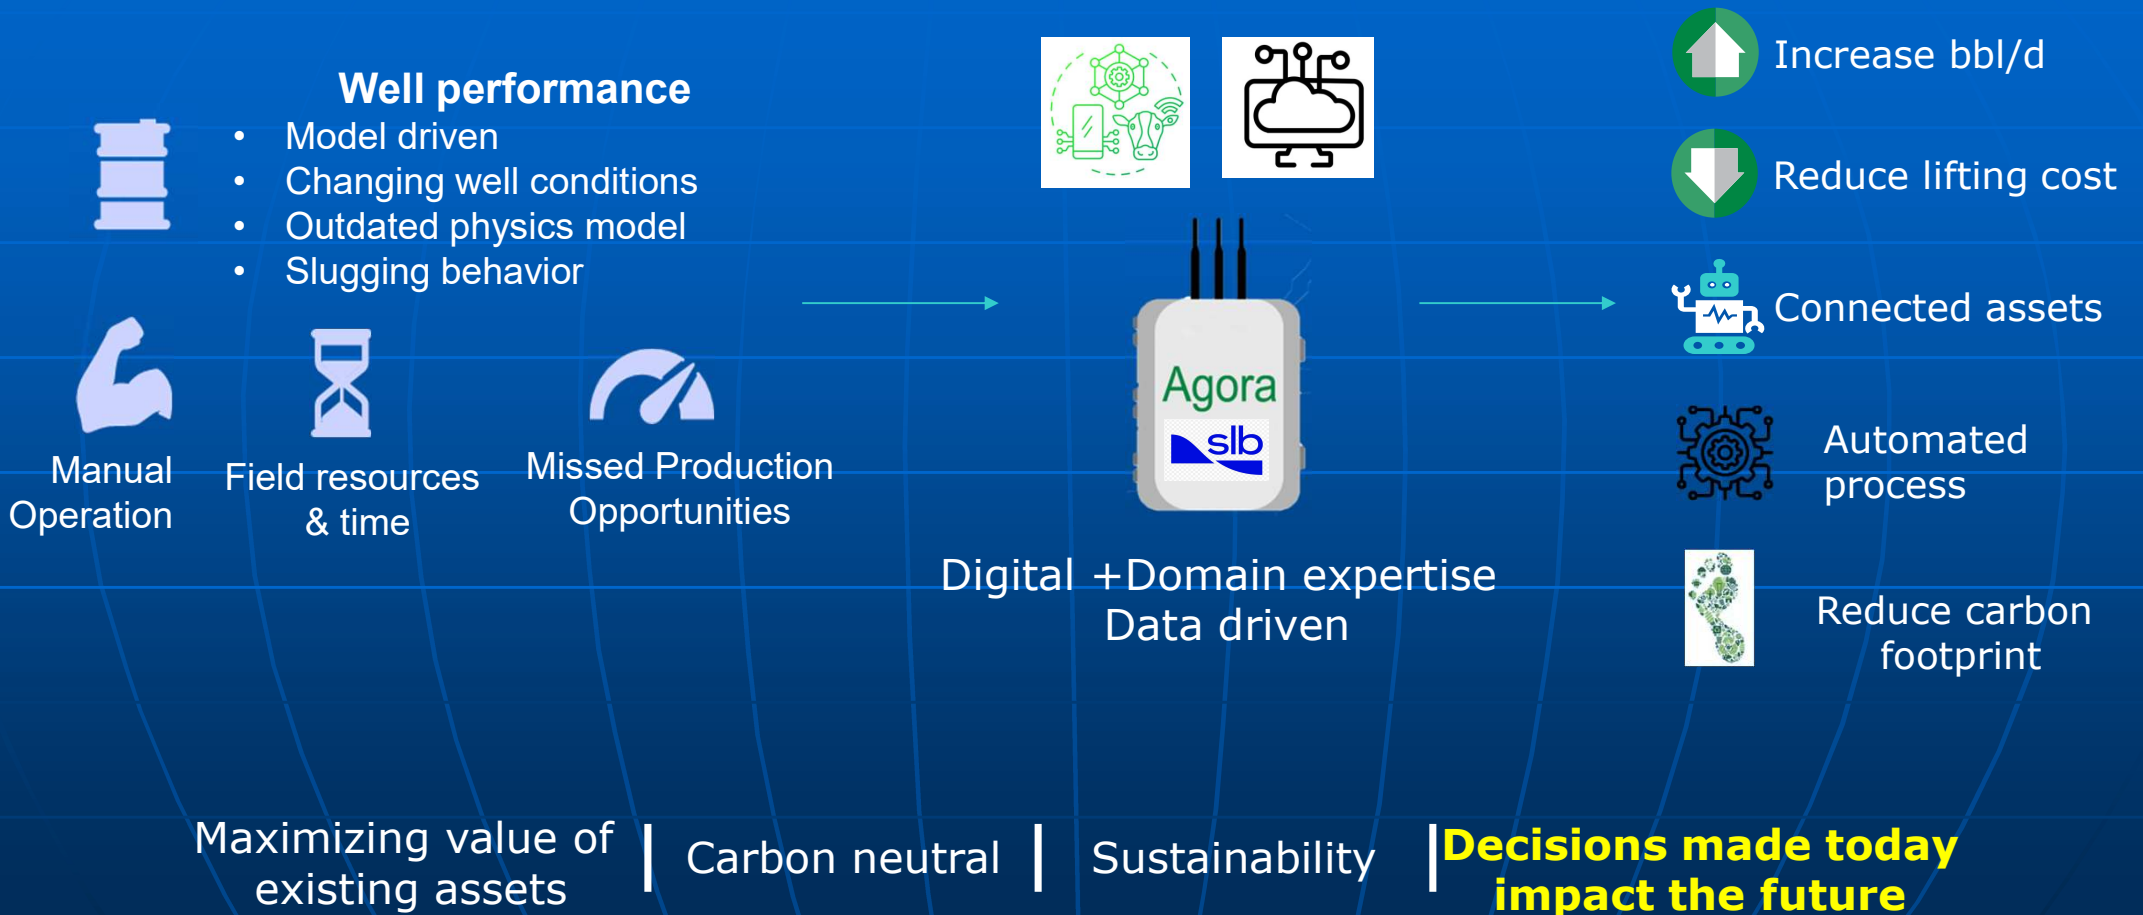 Well performance
• Model driven
• Changing well conditions
• Outdated physics model
• Slugging behavior
Manual
Operation
Field resources
& time
Missed Production
Opportunities
Agora
slb
Digital +Domain expertise
Data driven
Increase bbl/d
Reduce lifting cost
Connected assets
Automated
process
Reduce carbon
footprint
Maximizing value of
existing assets
Carbon neutral
Sustainability
Decisions made today
impact the future